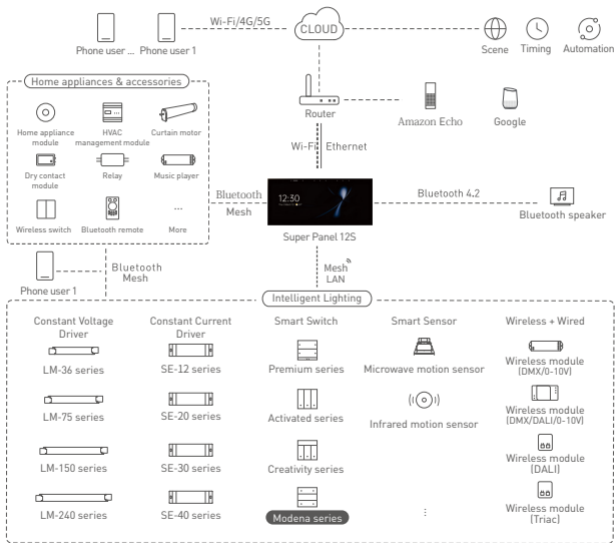 Wi-Fi/4G/5G
CLOUD
Phone user ... Phone user 1
Scene Timing Automation
Home appliances & accessories
Router
Amazon Echo
Google
Home appliance
module
HVAC
management module
Curtain motor
Wi-Fi Ethernet
Dry contact
module
Relay
Music player
Bluetooth
Mesh
12:30
Bluetooth 4.2
Bluetooth speaker
Wireless switch
Bluetooth remote
...
More
Super Panel 12S
Phone user 1
Bluetooth
Mesh
Mesh
LAN
Intelligent Lighting
Constant Voltage
Driver
LM-36 series
LM-75 series
LM-150 series
LM-240 series
Constant Current
Driver
SE-12 series
SE-20 series
SE-30 series
SE-40 series
Smart Switch
Premium series
Activated series
Creativity series
Modena series
Smart Sensor
Microwave motion sensor
Infrared motion sensor
Wireless + Wired
Wireless module
(DMX/0-10V)
Wireless module
(DMX/DALI/0-10V)
Wireless module
(DALI)
Wireless module
(Triac)